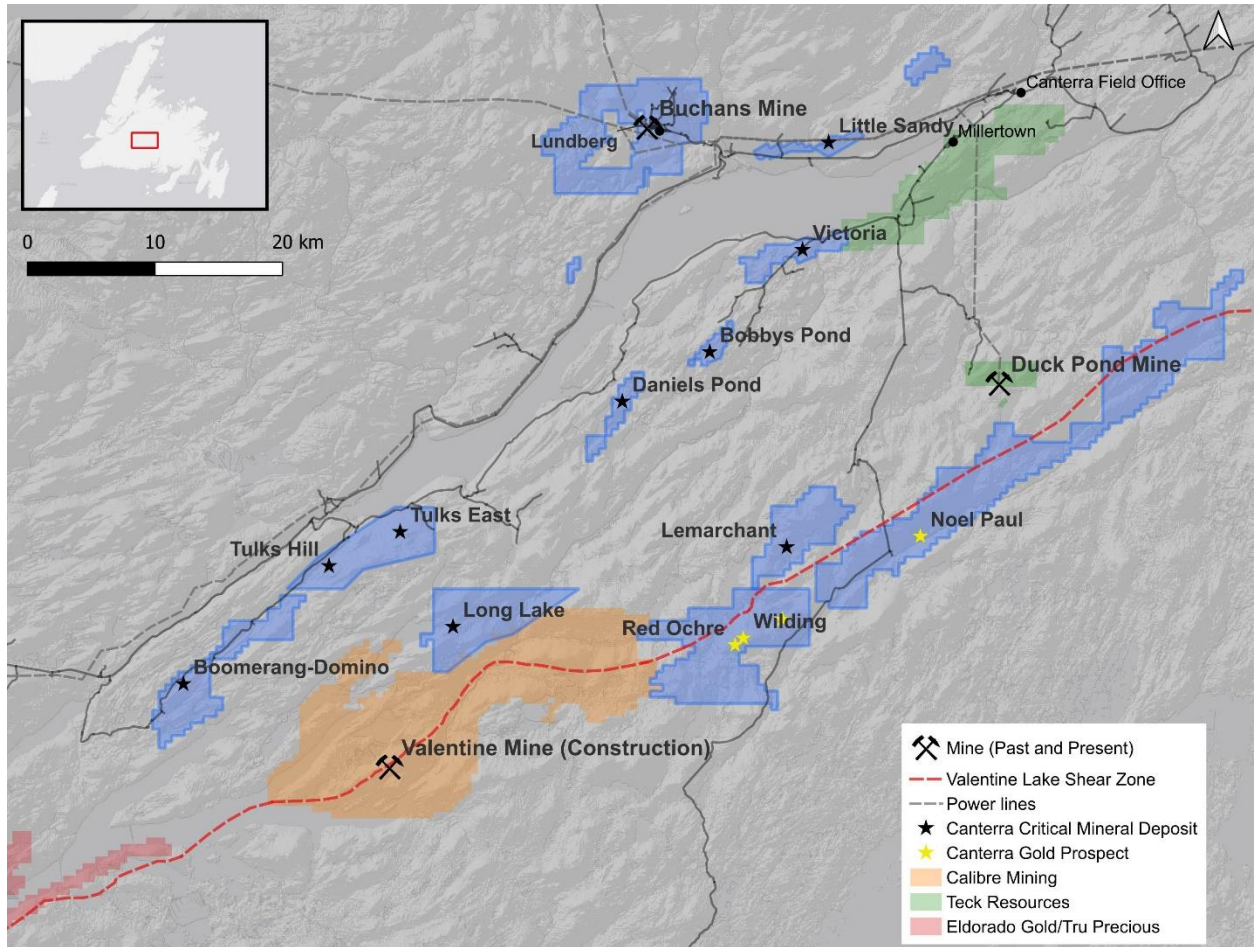 Canterra Field Office
Buchans Mine
Lundberg
Little Sandy
Millertown
Victoria
0 10 20 km
Bobbys Pond
Duck Pond Mine
Daniels Pond
Tulks East
Tulks Hill
Lemarchant
Noel Paul
Long Lake
Red Ochre
Wilding
Boomerang-Domino
Valentine Mine (Construction)
Mine (Past and Present)
Valentine Lake Shear Zone
Power lines
Canterra Critical Mineral Deposit
Canterra Gold Prospect
Calibre Mining
Teck Resources
Eldorado Gold/Tru Precious